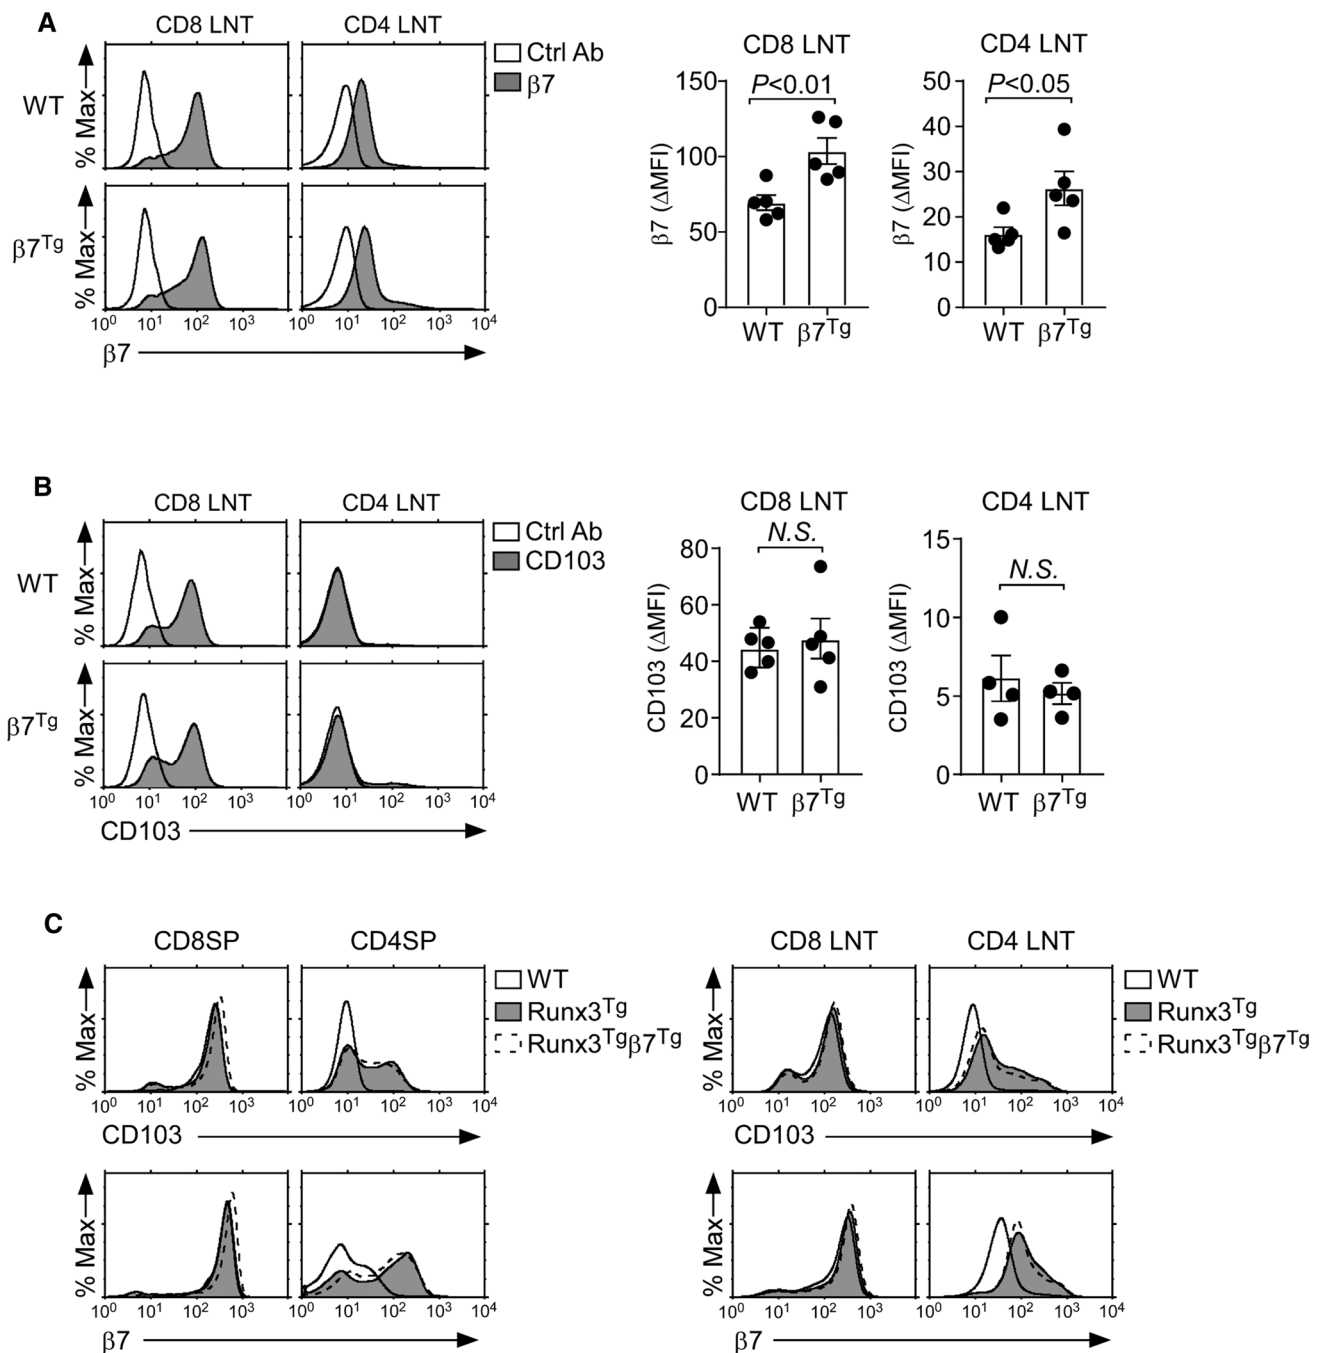 A
CD8 LNT CD4 LNT
Ctrl Ab
β7
WT
% Max
β7Tg
% Max
10⁰ 10¹ 10² 10³ 10⁰ 10¹ 10² 10³ 10⁴
β7
CD8 LNT
P<0.01
β7 (ΔMFI)
150
100
50
0
WT β7Tg
CD4 LNT
P<0.05
β7 (ΔMFI)
50
40
30
20
10
0
WT β7Tg
B
CD8 LNT CD4 LNT
Ctrl Ab
CD103
WT
% Max
β7Tg
% Max
10⁰ 10¹ 10² 10³ 10⁰ 10¹ 10² 10³ 10⁴
CD103
CD8 LNT
N.S.
CD103 (ΔMFI)
80
60
40
20
0
WT β7Tg
CD4 LNT
N.S.
CD103 (ΔMFI)
15
10
5
0
WT β7Tg
C
CD8SP CD4SP
WT
Runx3Tg
Runx3Tgβ7Tg
% Max
10⁰ 10¹ 10² 10³ 10⁰ 10¹ 10² 10³ 10⁴
CD103
% Max
10⁰ 10¹ 10² 10³ 10⁰ 10¹ 10² 10³ 10⁴
β7
CD8 LNT CD4 LNT
WT
Runx3Tg
Runx3Tgβ7Tg
% Max
10⁰ 10¹ 10² 10³ 10⁰ 10¹ 10² 10³ 10⁴
CD103
% Max
10⁰ 10¹ 10² 10³ 10⁰ 10¹ 10² 10³ 10⁴
β7